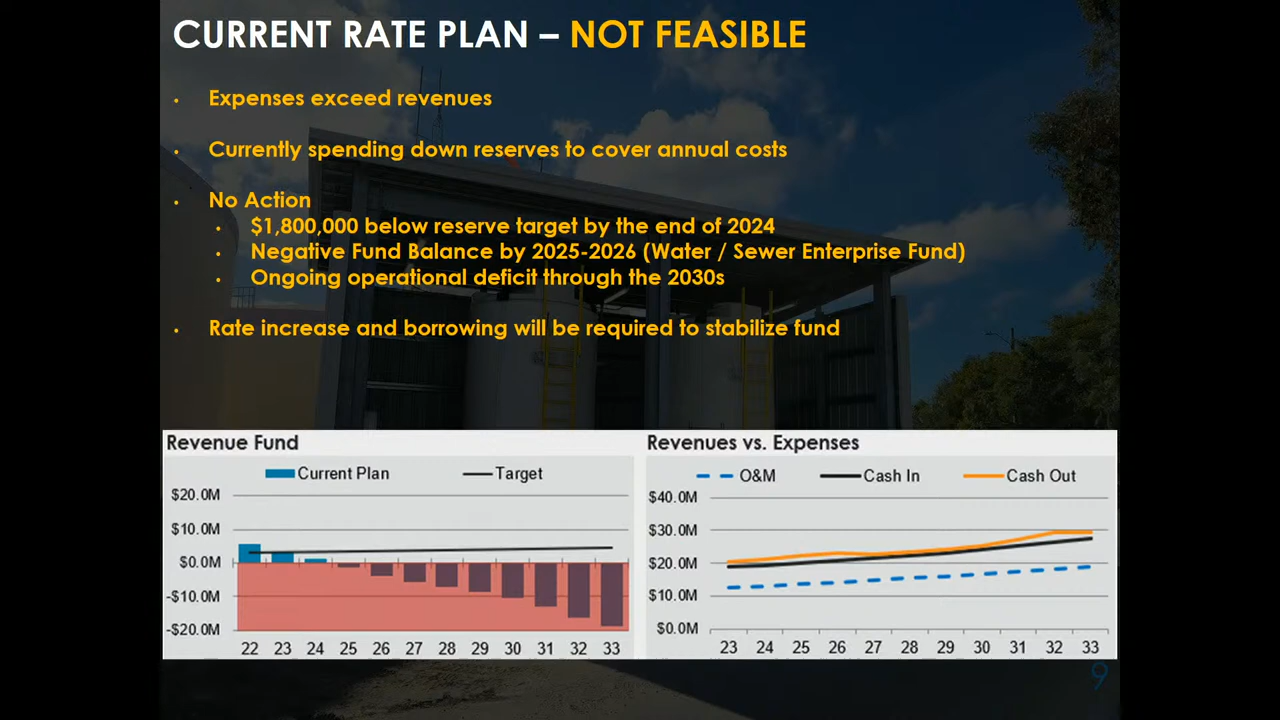 CURRENT RATE PLAN – NOT FEASIBLE
• Expenses exceed revenues
• Currently spending down reserves to cover annual costs
• No Action
• $1,800,000 below reserve target by the end of 2024
• Negative Fund Balance by 2025-2026 (Water / Sewer Enterprise Fund)
• Ongoing operational deficit through the 2030s
• Rate increase and borrowing will be required to stabilize fund
Revenue Fund
Current Plan Target
$20.0M
$10.0M
$0.0M
-$10.0M
-$20.0M
22 23 24 25 26 27 28 29 30 31 32 33
Revenues vs. Expenses
O&M Cash In Cash Out
$40.0M
$30.0M
$20.0M
$10.0M
$0.0M
23 24 25 26 27 28 29 30 31 32 33
9